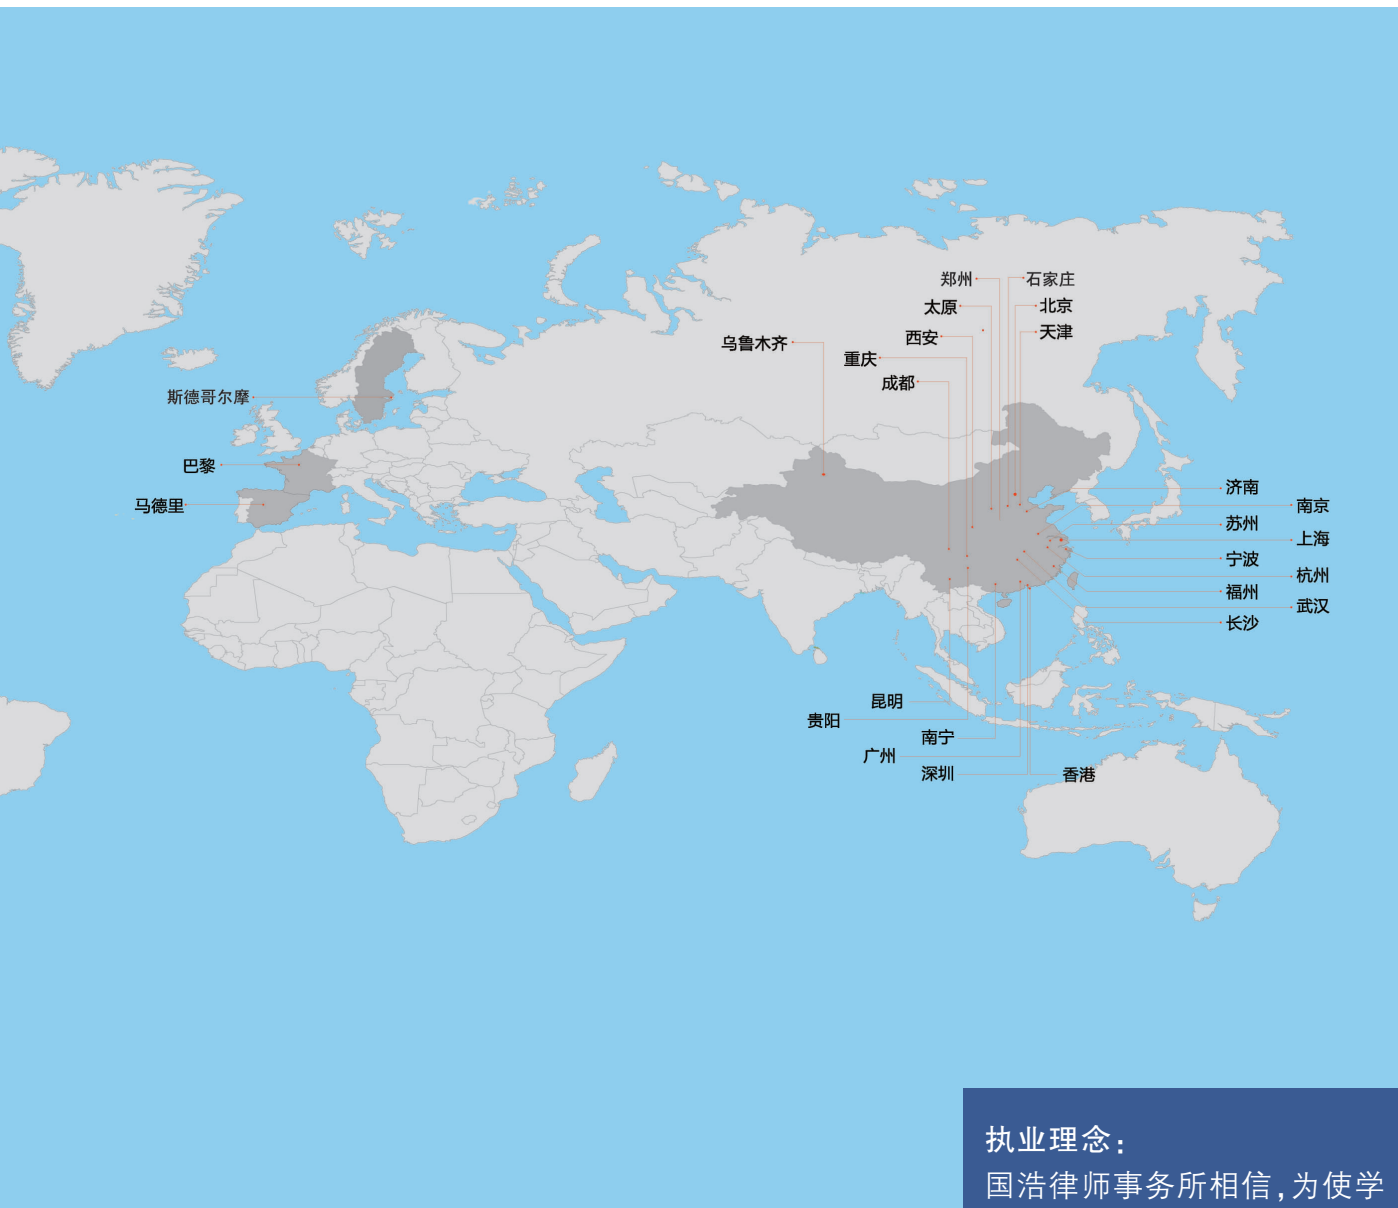 郑州
石家庄
太原
北京
西安
天津
乌鲁木齐
重庆
成都
斯德哥尔摩
巴黎
马德里
济南
南京
苏州
上海
宁波
杭州
福州
武汉
长沙
昆明
贵阳
南宁
广州
深圳
香港
执业理念：
国浩律师事务所相信，为使学